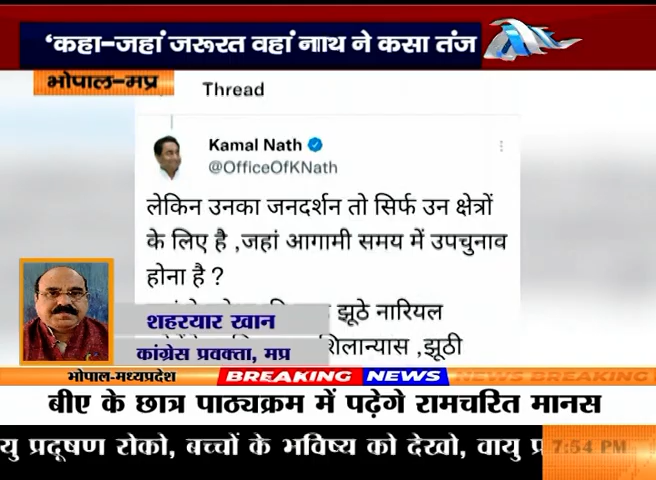 ‘कहा-जहां जरूरत वहां नाथ ने कसा तंज
भोपाल-मप्र
Thread
Kamal Nath
@OfficeOfKNath
लेकिन उनका जनदर्शन तो सिर्फ उन क्षेत्रों
के लिए है ,जहां आगामी समय में उपचुनाव
होना है ?
झूठे नारियल
शिलान्यास ,झूठी
शहरयार खान
कांग्रेस प्रवक्ता, मप्र
भोपाल-मध्यप्रदेश
BREAKING NEWS
NEWS BREAKING
बीए के छात्र पाठ्यक्रम में पढ़ेगे रामचरित मानस
यु प्रदूषण रोको, बच्चों के भविष्य को देखो, वायु प्र
7:54 PM